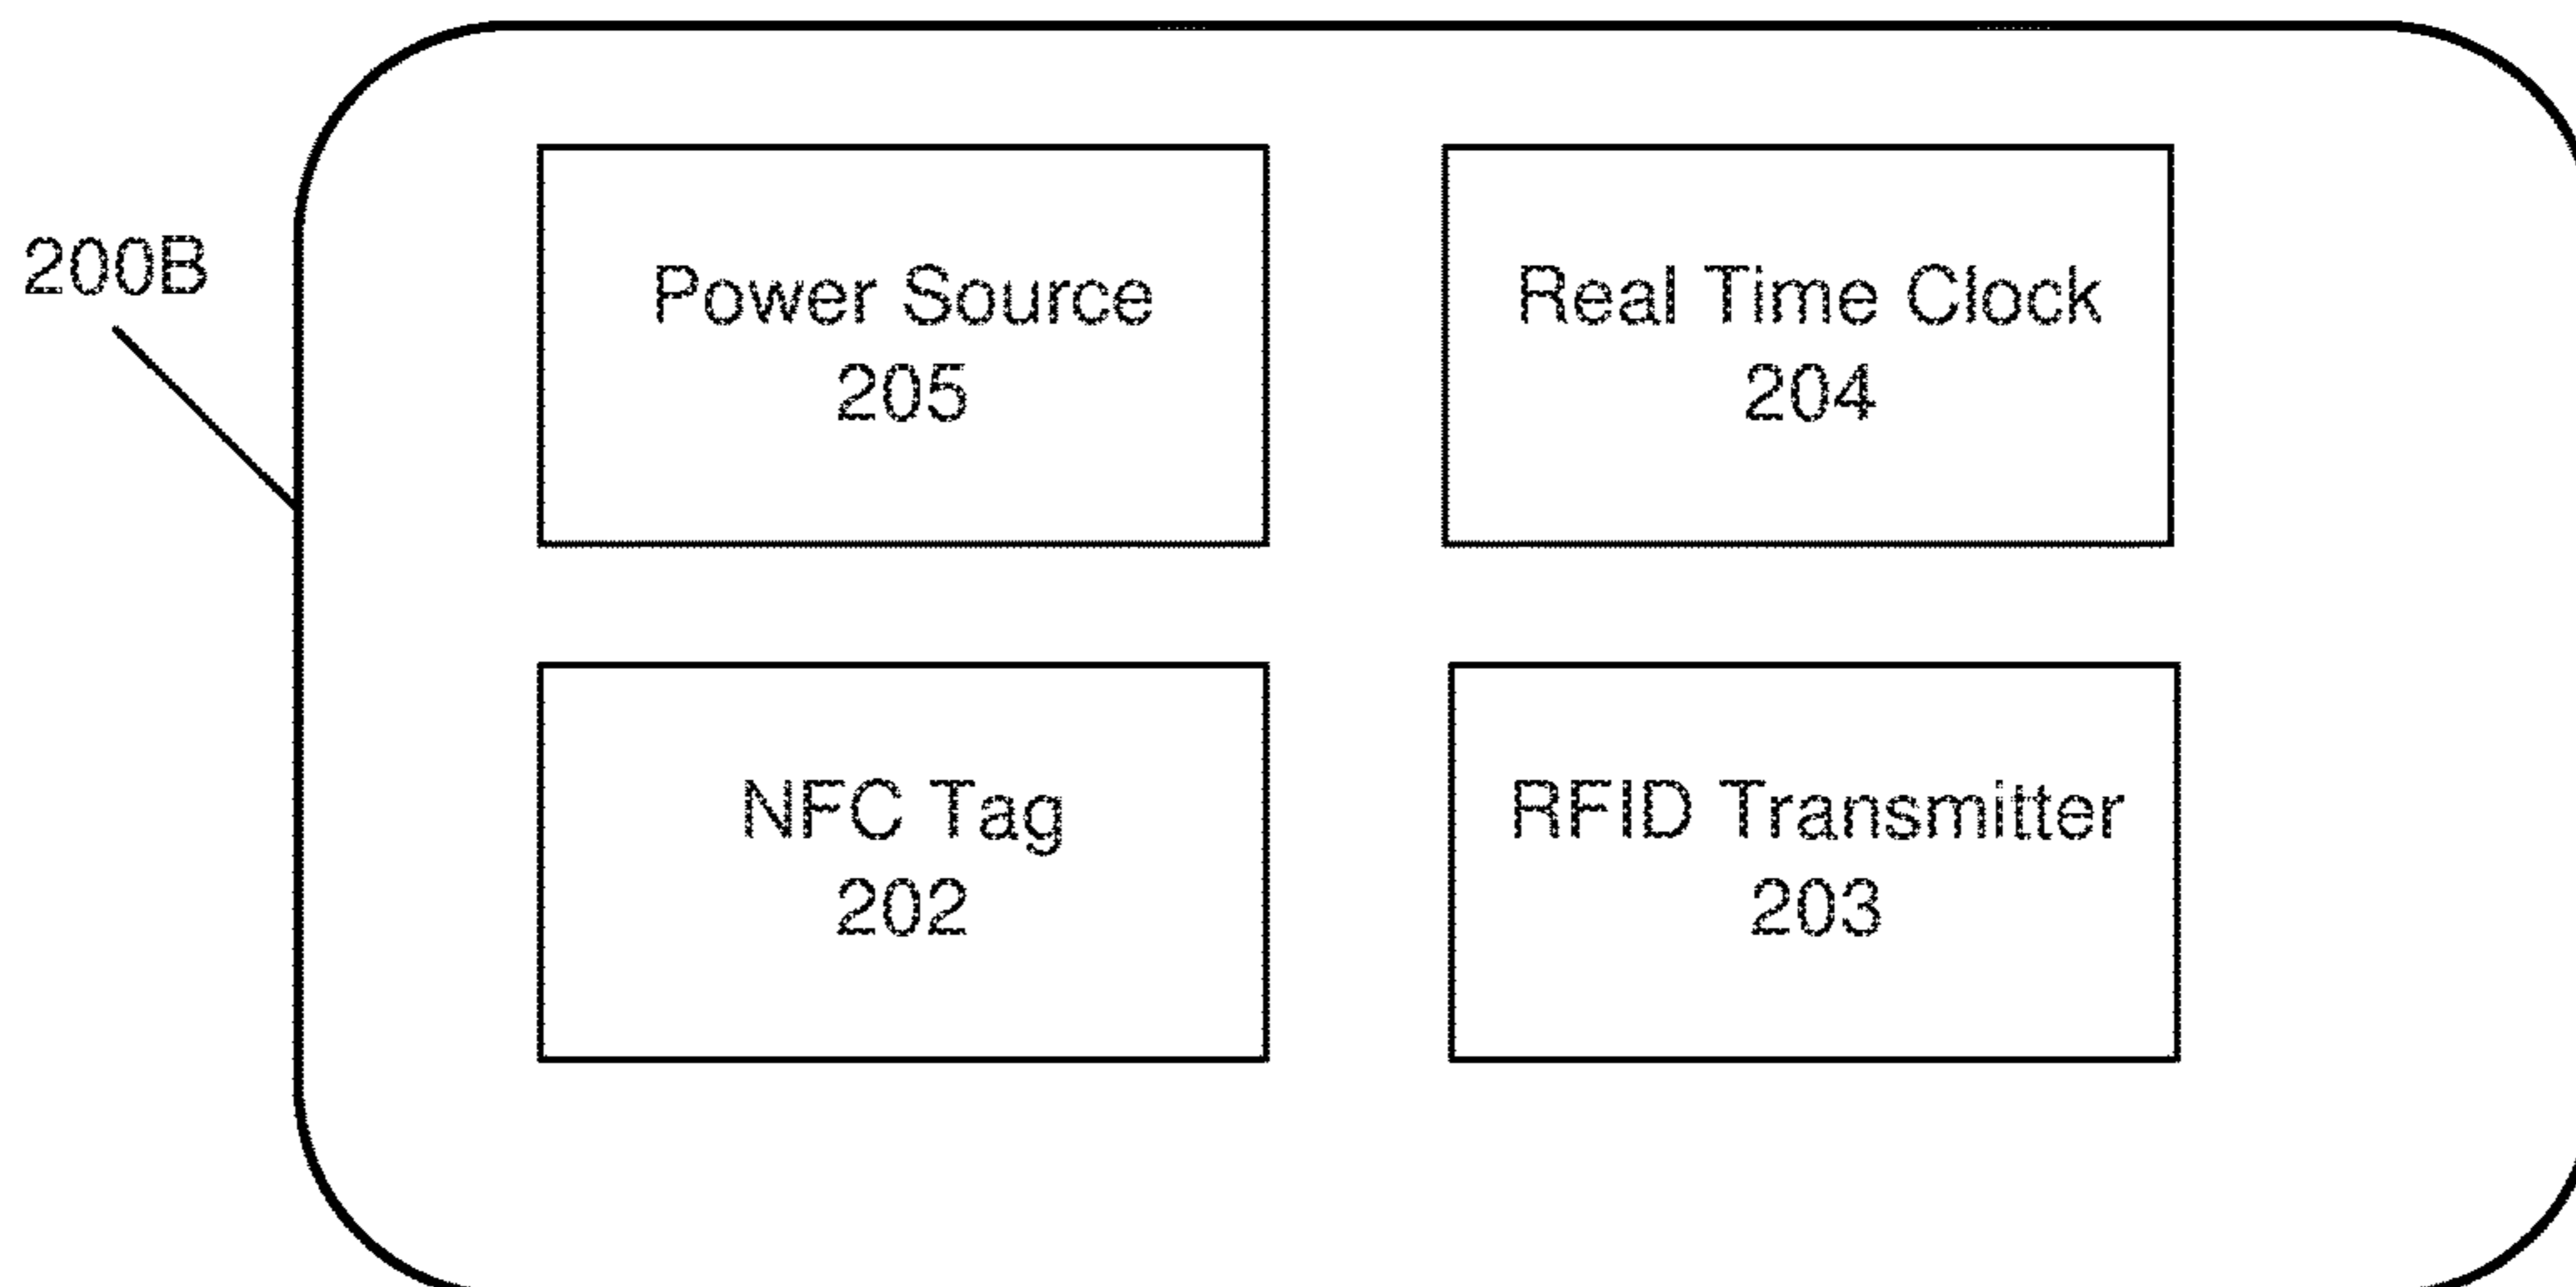 200B
Power Source
205
Real Time Clock
204
NFC Tag
202
RFID Transmitter
203